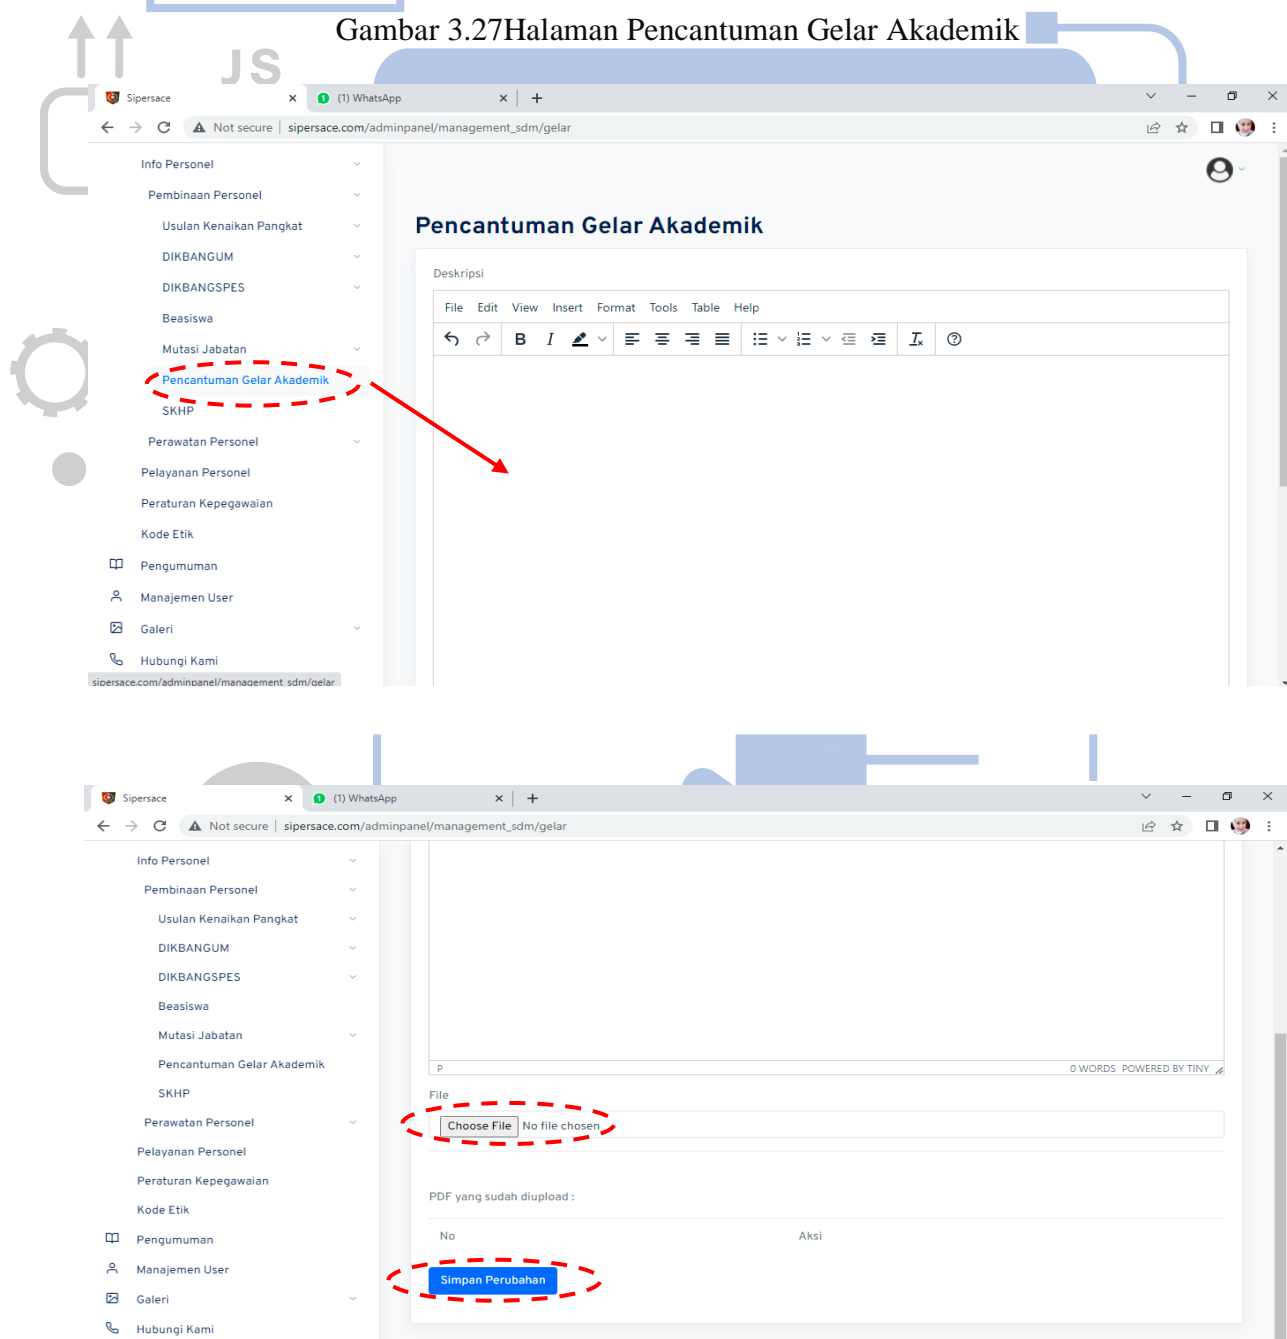 Gambar 3.27Halaman Pencantuman Gelar Akademik
JS
Sipersace
(1) WhatsApp
Not secure | sipersace.com/adminpanel/management_sdm/gelar
Info Personel
Pembinaan Personel
Usulan Kenaikan Pangkat
DIKBANGUM
DIKBANGSPES
Beasiswa
Mutasi Jabatan
Pencantuman Gelar Akademik
SKHP
Perawatan Personel
Pelayanan Personel
Peraturan Kepegawaian
Kode Etik
Pengumuman
Manajemen User
Galeri
Hubungi Kami
sipersace.com/adminpanel/management_sdm/gelar
Pencantuman Gelar Akademik
Deskripsi
File Edit View Insert Format Tools Table Help
B I
Sipersace
(1) WhatsApp
Not secure | sipersace.com/adminpanel/management_sdm/gelar
Info Personel
Pembinaan Personel
Usulan Kenaikan Pangkat
DIKBANGUM
DIKBANGSPES
Beasiswa
Mutasi Jabatan
Pencantuman Gelar Akademik
SKHP
Perawatan Personel
Pelayanan Personel
Peraturan Kepegawaian
Kode Etik
Pengumuman
Manajemen User
Galeri
Hubungi Kami
P 0 WORDS POWERED BY TINY
File
Choose File No file chosen
PDF yang sudah diupload :
No Aksi
Simpan Perubahan